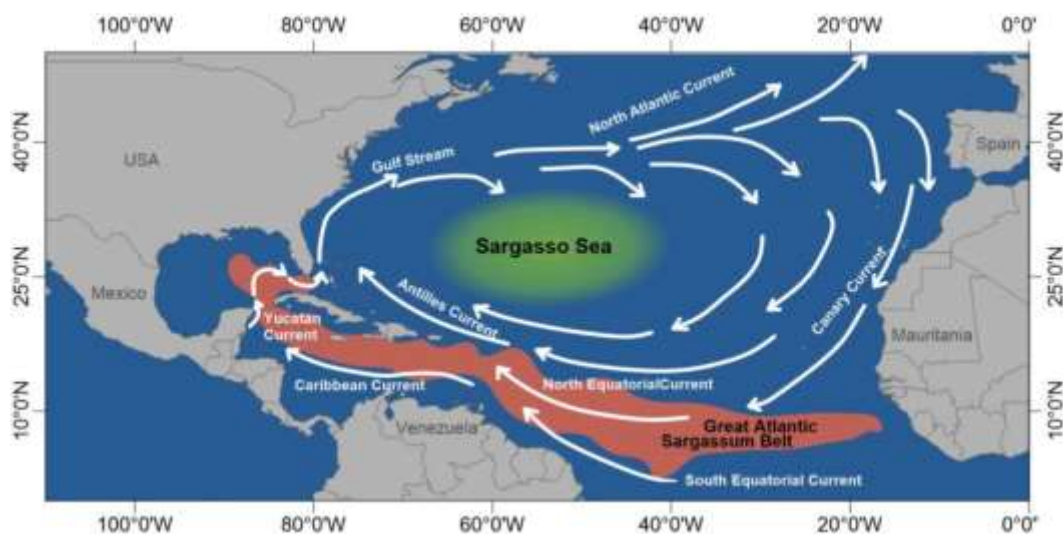 100°0'W 80°0'W 60°0'W 40°0'W 20°0'W 0°0'
North Atlantic Current
40°0'N
USA
Gulf Stream
Spain
40°0'N
Sargasso Sea
25°0'N
Mexico
Antilles Current
Canary Current
25°0'N
Yucatan
Current
Mauritania
Caribbean Current
North EquatorialCurrent
10°0'N
Venezuela
Great Atlantic
Sargassum Belt
10°0'N
South Equatorial Current
100°0'W 80°0'W 60°0'W 40°0'W 20°0'W 0°0'